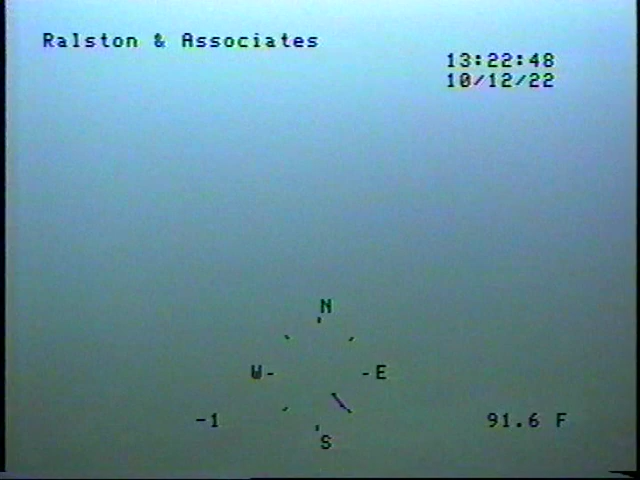 Ralston & Associates
13:22:48
10/12/22
N
W- -E
-1 91.6 F
S